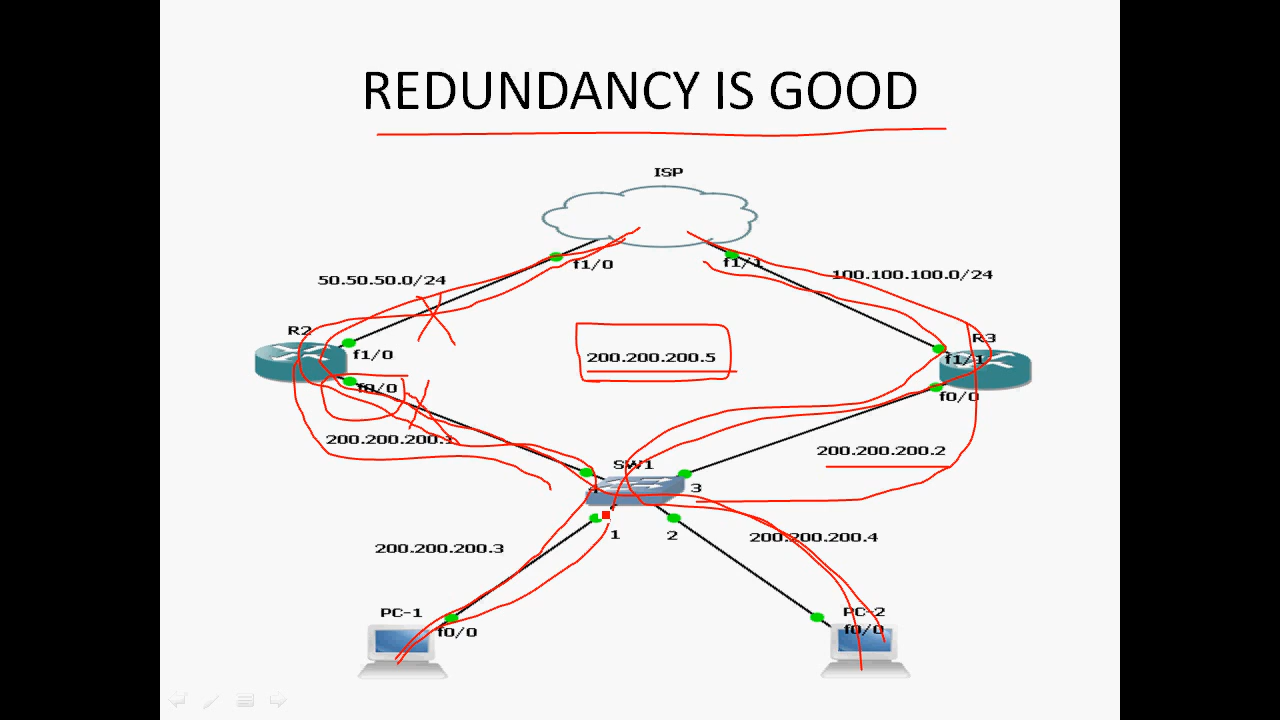 REDUNDANCY IS GOOD
ISP
f1/0
f1/1
50.50.50.0/24
100.100.100.0/24
R2
R3
f1/0
200.200.200.5
f1/1
f0/0
f0/0
200.200.200.1
200.200.200.2
SW1
4
3
1
2
200.200.200.3
200.200.200.4
PC-1
PC-2
f0/0
f0/0